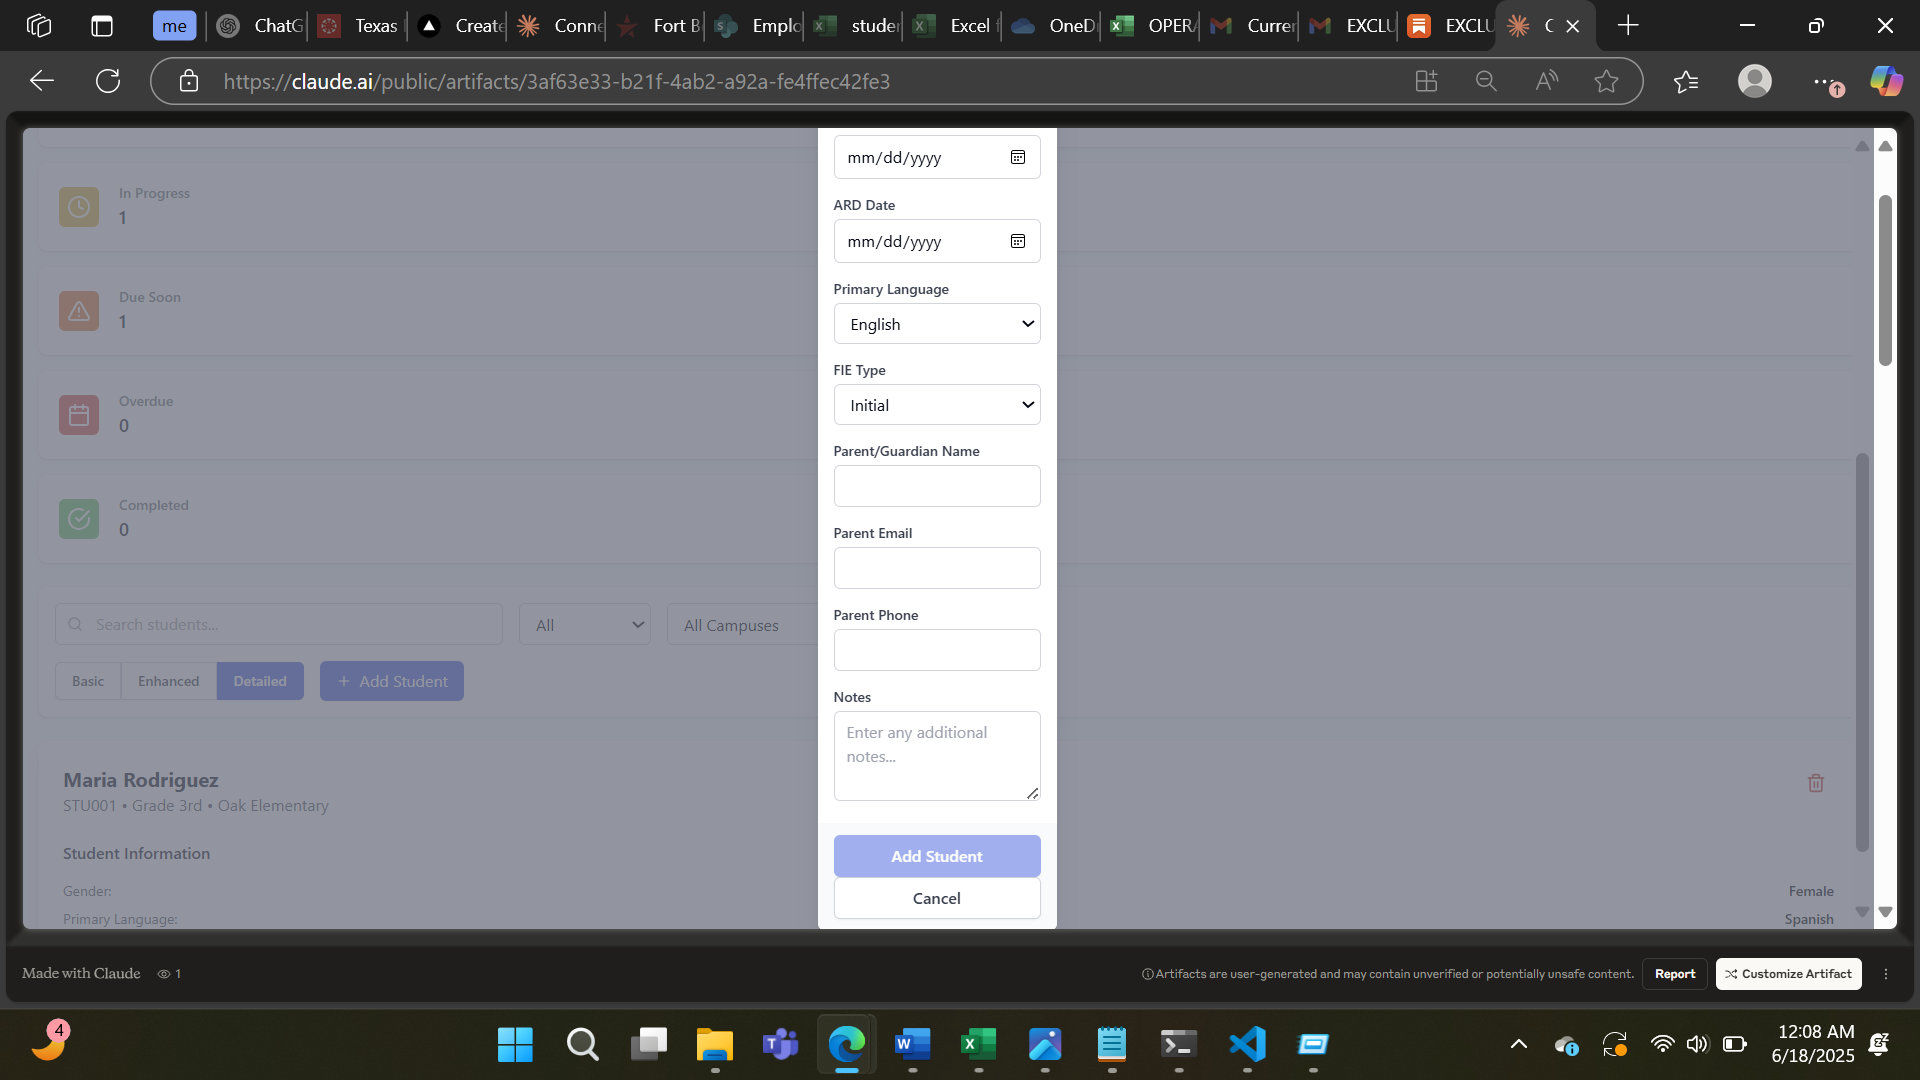 me
ChatG
Texas
Create
Conne
Fort B
Emplo
studer
Excel f
OneD
OPERA
Currer
EXCLU
EXCLU
C
https://claude.ai/public/artifacts/3af63e33-b21f-4ab2-a92a-fe4ffec42fe3
mm/dd/yyyy
ARD Date
mm/dd/yyyy
Primary Language
English
FIE Type
Initial
Parent/Guardian Name
Parent Email
Parent Phone
Notes
Enter any additional
notes...
Add Student
Cancel
In Progress
1
Due Soon
1
Overdue
0
Completed
0
Search students...
All
All Campuses
Basic
Enhanced
Detailed
+ Add Student
Maria Rodriguez
STU001 • Grade 3rd • Oak Elementary
Student Information
Gender:
Female
Primary Language:
Spanish
Made with Claude
1
Artifacts are user-generated and may contain unverified or potentially unsafe content.
Report
Customize Artifact
4
12:08 AM
6/18/2025